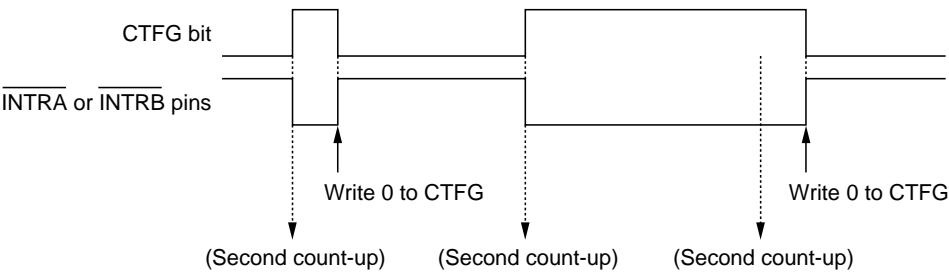 CTFG bit
INTRA or INTRB pins
Write 0 to CTFG
Write 0 to CTFG
(Second count-up)
(Second count-up)
(Second count-up)